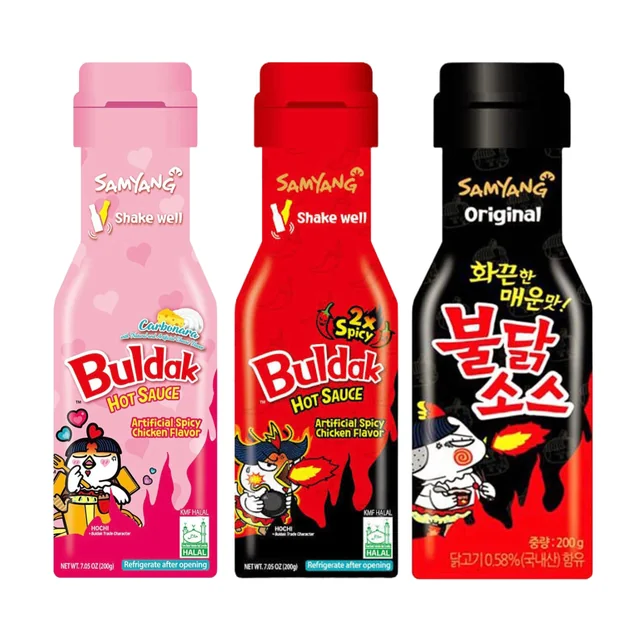 SAMYANG
Shake well
Carbonara
Buldak
TM
HOT SAUCE
Artificial Spicy
Chicken Flavor
HOCHI
KMF HALAL
HALAL
NET WT. 7.05 OZ (200g)
Refrigerate after opening
SAMYANG
Shake well
2x
Spicy
Buldak
TM
HOT SAUCE
Artificial Spicy
Chicken Flavor
HOCHI
KMF HALAL
HALAL
NET WT. 7.05 OZ (200g)
Refrigerate after opening
SAMYANG
Original
화끈한
매운맛!
불닭
소스
중량: 200 g
닭고기 0.58% (국내산) 함유